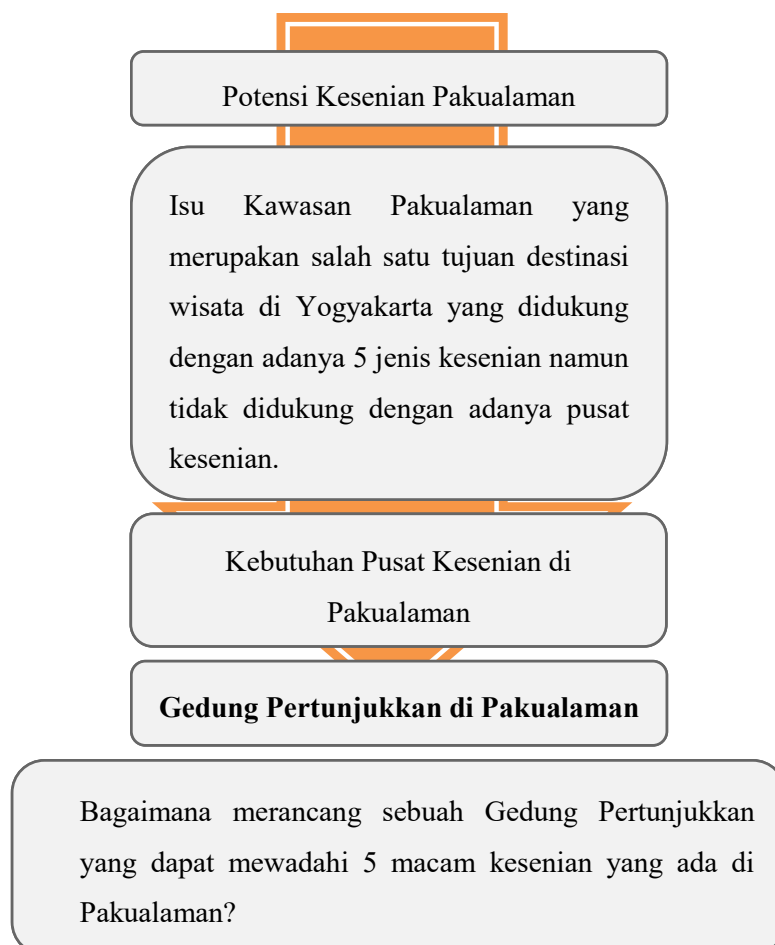 Potensi Kesenian Pakualaman
Isu Kawasan Pakualaman yang
merupakan salah satu tujuan destinasi
wisata di Yogyakarta yang didukung
dengan adanya 5 jenis kesenian namun
tidak didukung dengan adanya pusat
kesenian.
Kebutuhan Pusat Kesenian di
Pakualaman
Gedung Pertunjukkan di Pakualaman
Bagaimana merancang sebuah Gedung Pertunjukkan
yang dapat mewadahi 5 macam kesenian yang ada di
Pakualaman?